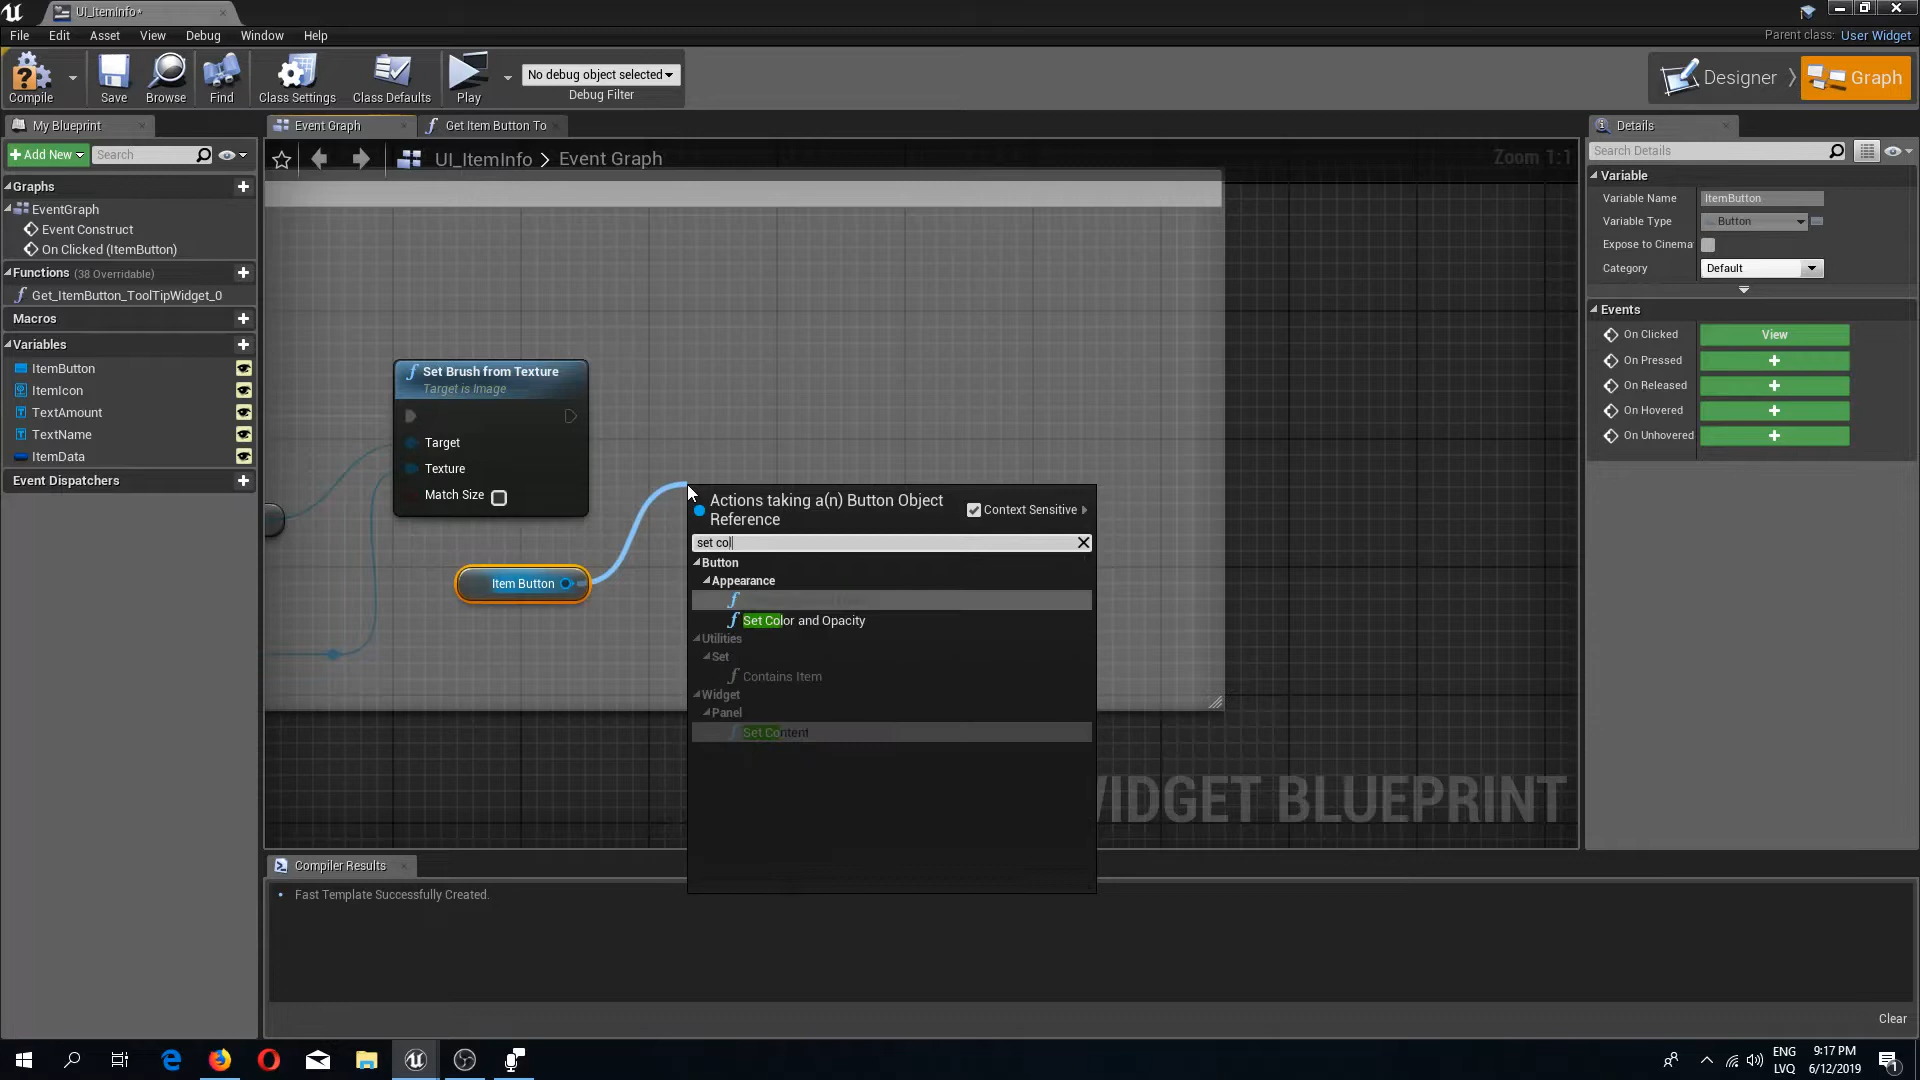 UI_ItemInfo*
File Edit Asset View Debug Window Help
Parent class: User Widget
Compile Save Browse Find Class Settings Class Defaults Play
No debug object selected
Debug Filter
Designer Graph
My Blueprint
Event Graph
Get Item Button To
Details
Add New
Search
UI_ItemInfo > Event Graph
Zoom 1:1
Search Details
Graphs
EventGraph
Event Construct
On Clicked (ItemButton)
Functions (38 Overridable)
Get_ItemButton_ToolTipWidget_0
Macros
Variables
ItemButton
ItemIcon
TextAmount
TextName
ItemData
Event Dispatchers
Set Brush from Texture
Target is Image
Target
Texture
Match Size
Item Button
Actions taking a(n) Button Object
Reference
Context Sensitive
set col
Button
Appearance
Set Color and Opacity
Utilities
Set
Contains Item
Widget
Panel
Set Content
WIDGET BLUEPRINT
Variable
Variable Name ItemButton
Variable Type Button
Expose to Cinema
Category Default
Events
On Clicked View
On Pressed
On Released
On Hovered
On Unhovered
Compiler Results
Fast Template Successfully Created.
Clear
ENG
LVQ
9:17 PM
6/12/2019
1